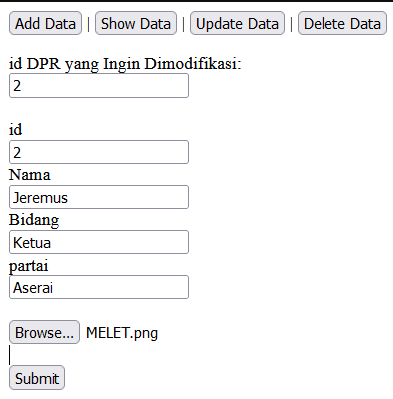 Add Data | Show Data | Update Data | Delete Data
id DPR yang Ingin Dimodifikasi:
2
id
2
Nama
Jeremus
Bidang
Ketua
partai
Aserai
Browse... MELET.png
Submit